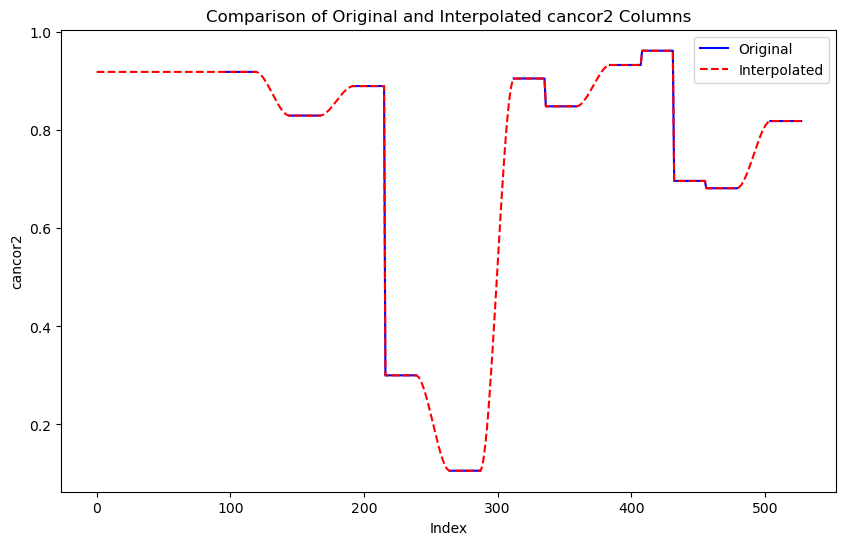 Comparison of Original and Interpolated cancor2 Columns
1.0
0.8
0.6
0.4
0.2
cancor2
Original
Interpolated
0
100
200
300
400
500
Index